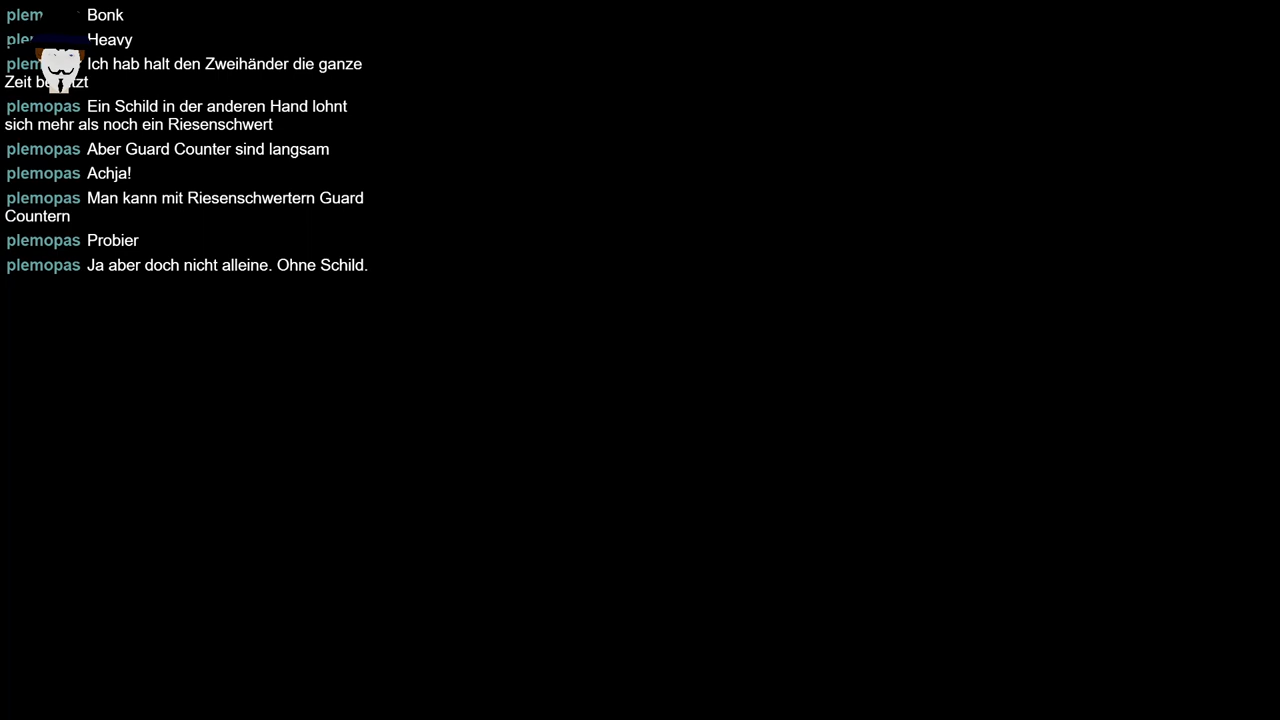 plem Bonk
ple Heavy
plem Ich hab halt den Zweihänder die ganze
Zeit
plemopas Ein Schild in der anderen Hand lohnt
sich mehr als noch ein Riesenschwert
plemopas Aber Guard Counter sind langsam
plemopas Achja!
plemopas Man kann mit Riesenschwertern Guard
Countern
plemopas Probier
plemopas Ja aber doch nicht alleine. Ohne Schild.